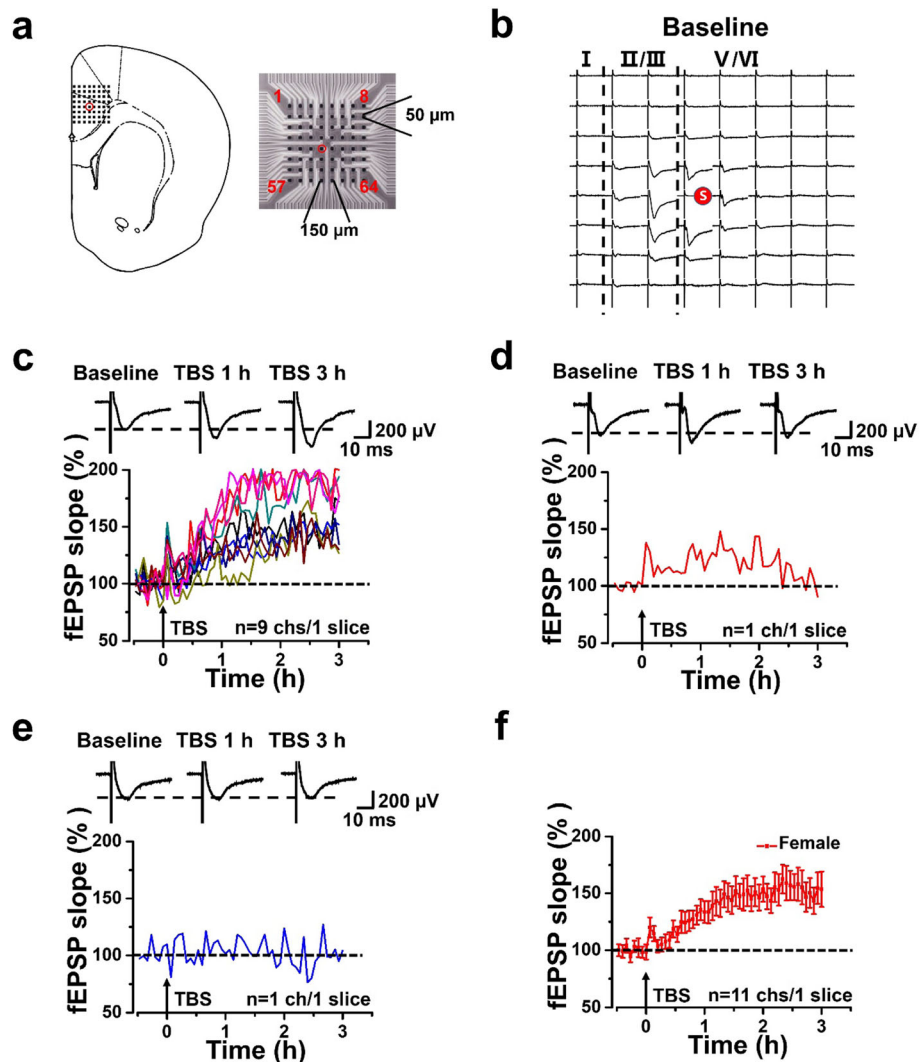 a
1
8
50 µm
57
64
150 µm
b
Baseline
I II/III V/VI
S
c
Baseline TBS 1 h TBS 3 h
200 µV
10 ms
fEPSP slope (%)
200
150
100
50
TBS
n=9 chs/1 slice
0 1 2 3
Time (h)
d
Baseline TBS 1 h TBS 3 h
200 µV
10 ms
fEPSP slope (%)
200
150
100
50
TBS
n=1 ch/1 slice
0 1 2 3
Time (h)
e
Baseline TBS 1 h TBS 3 h
200 µV
10 ms
fEPSP slope (%)
200
150
100
50
TBS
n=1 ch/1 slice
0 1 2 3
Time (h)
f
Female
fEPSP slope (%)
200
150
100
50
TBS
n=11 chs/1 slice
0 1 2 3
Time (h)